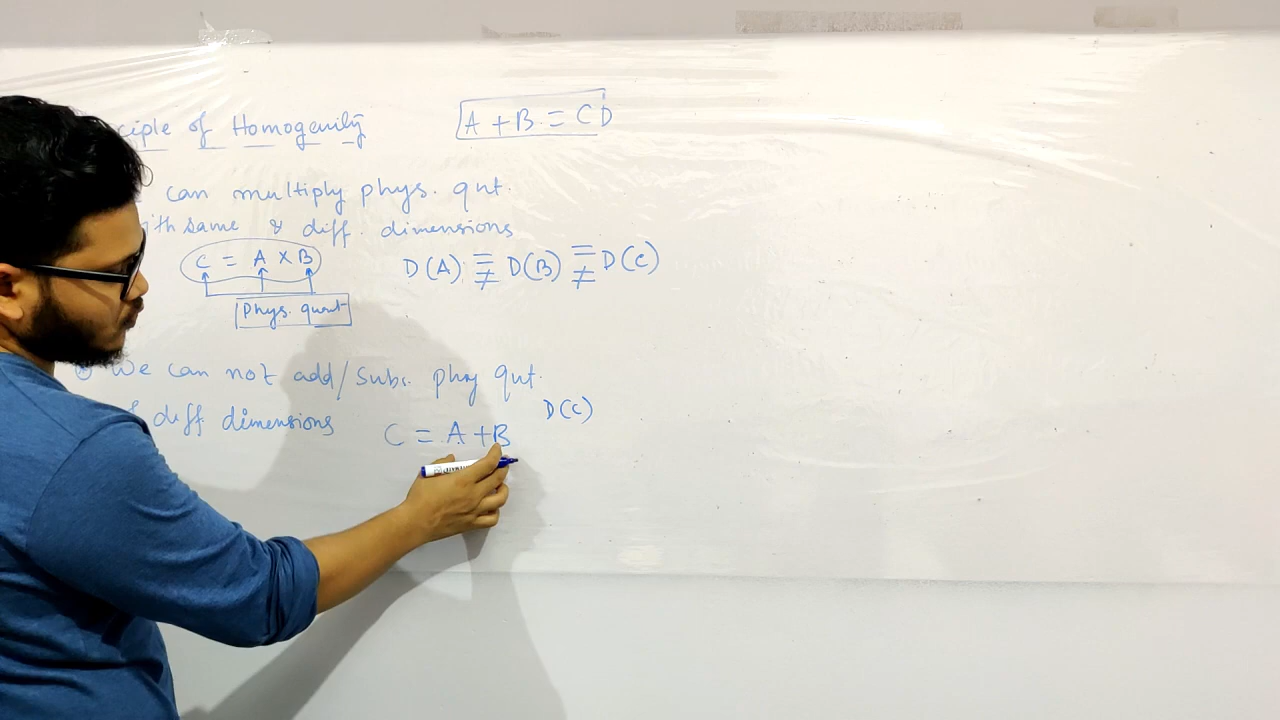 ciple of Homogenity
A + B = CD
can multiply phys. qnt.
ith same & diff. dimensions
C = A × B
D(A) = ≠ D(B) = ≠ D(C)
Phys. quant
We can not add/subs. phy qnt.
diff dimensions
C = A + B
D(C)